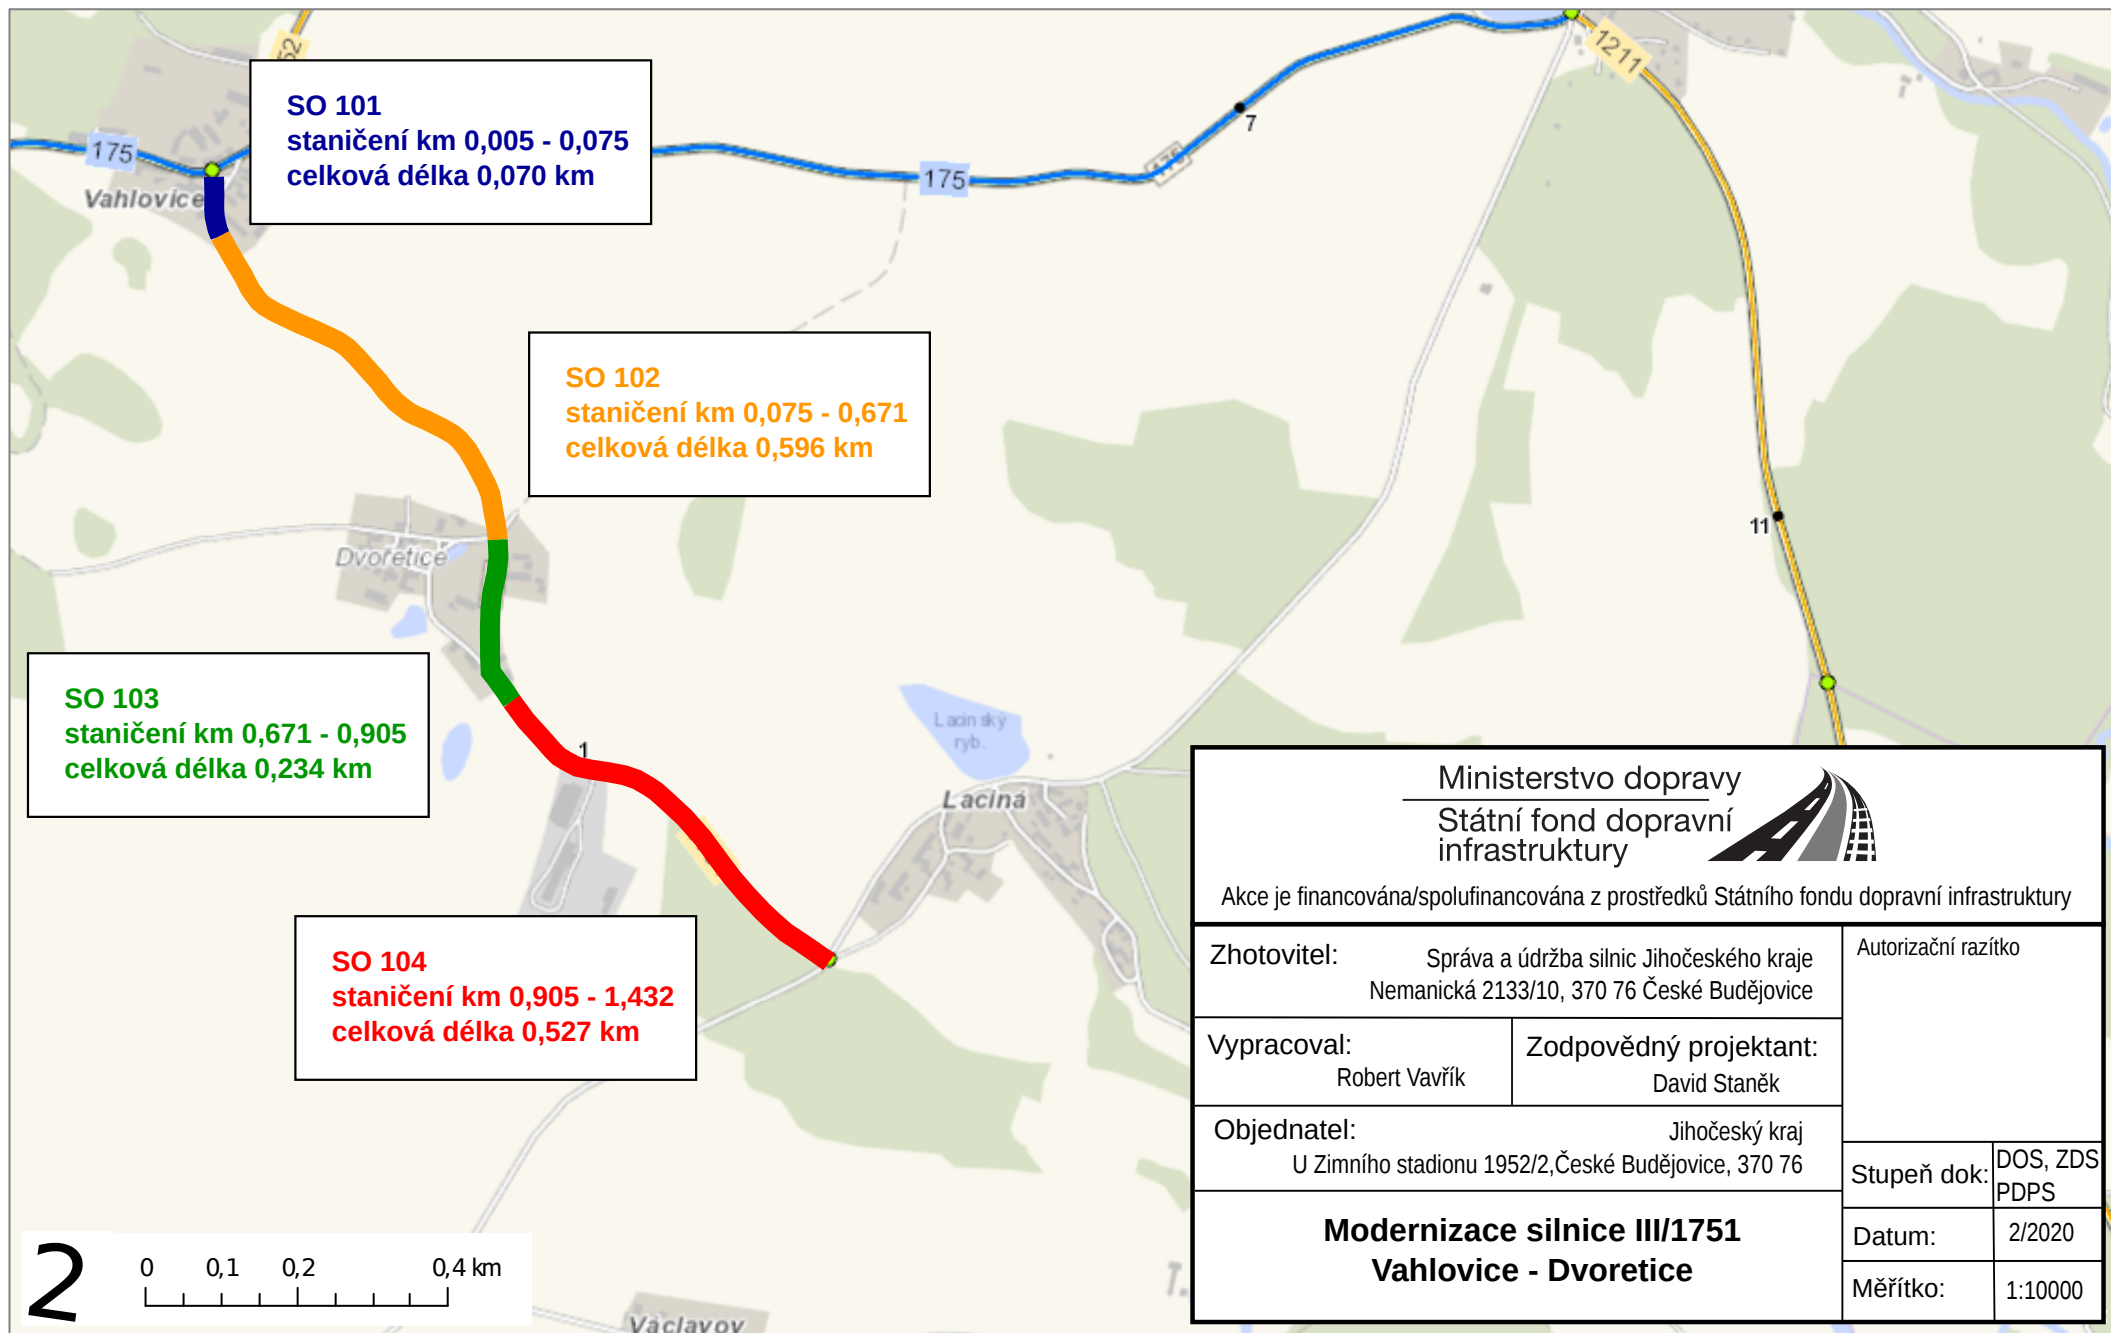 52
1211
SO 101
staničení km 0,005 - 0,075
celková délka 0,070 km
175
7
175
175
Vahlovice
SO 102
staničení km 0,075 - 0,671
celková délka 0,596 km
11
Dvořetice
SO 103
staničení km 0,671 - 0,905
celková délka 0,234 km
1
Lacinský
ryb.
Laciná
SO 104
staničení km 0,905 - 1,432
celková délka 0,527 km
Ministerstvo dopravy
Státní fond dopravní
infrastruktury
Akce je financována/spolufinancována z prostředků Státního fondu dopravní infrastruktury
Zhotovitel:
Správa a údržba silnic Jihočeského kraje
Nemanická 2133/10, 370 76 České Budějovice
Autorizační razítko
Vypracoval:
Robert Vavřík
Zodpovědný projektant:
David Staněk
Objednatel:
Jihočeský kraj
U Zimního stadionu 1952/2,České Budějovice, 370 76
Stupeň dok:
DOS, ZDS
PDPS
Modernizace silnice III/1751
Vahlovice - Dvoretice
Datum:
2/2020
Měřítko:
1:10000
2
0 0,1 0,2 0,4 km
Václavov